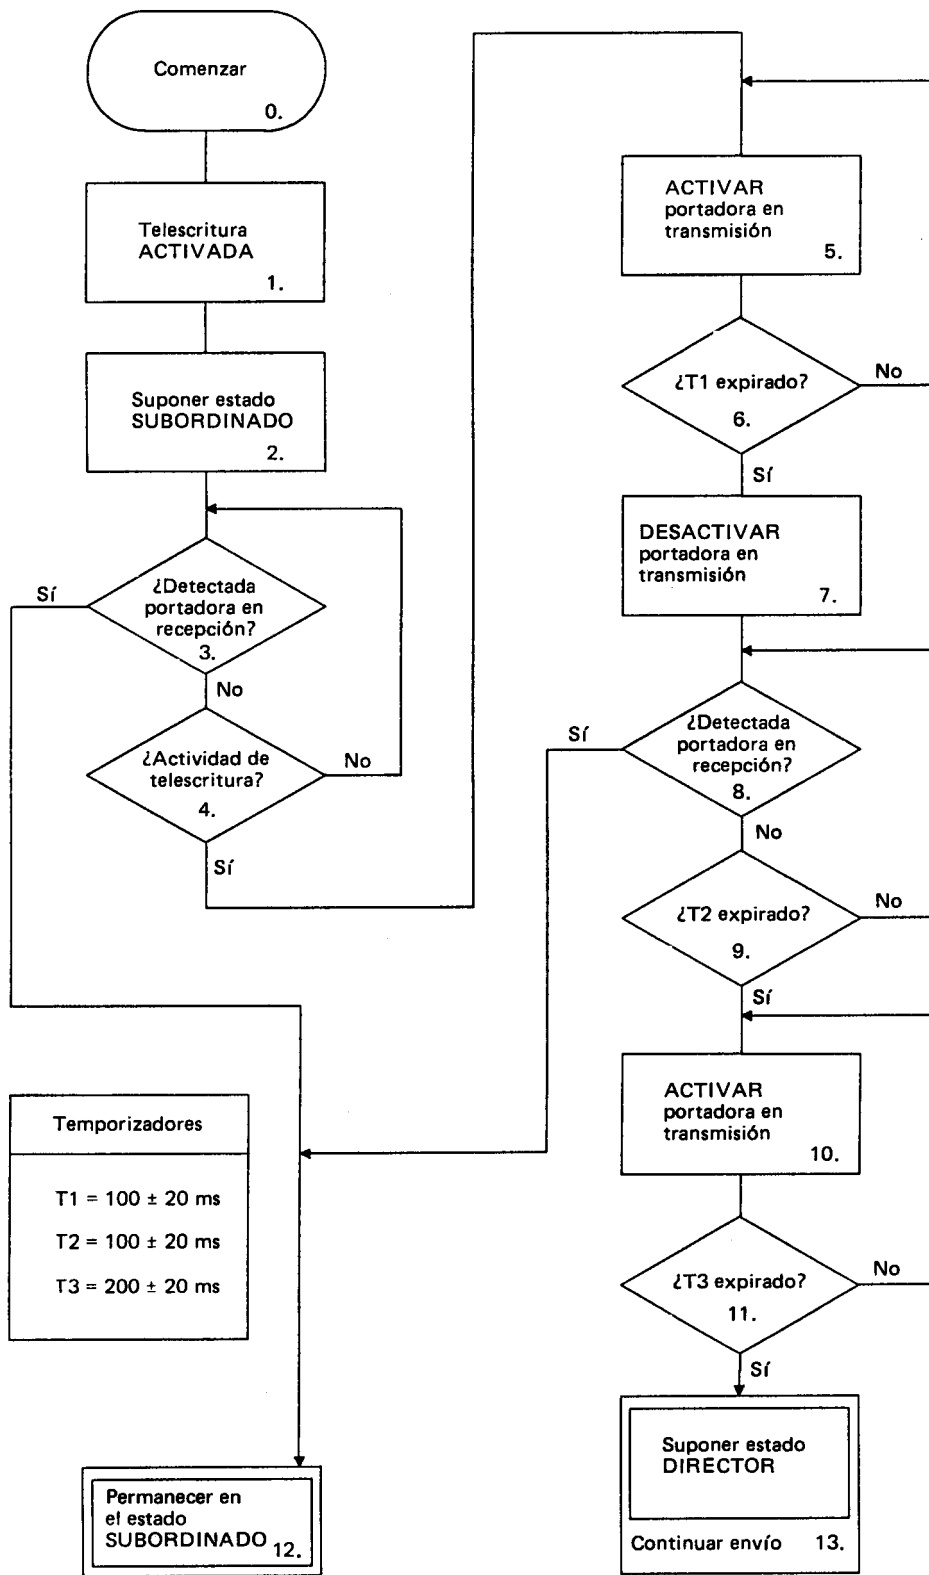 Comenzar
0.
Telescritura
ACTIVADA
1.
Suponer estado
SUBORDINADO
2.
Sí
¿Detectada
portadora en
recepción?
3.
No
¿Actividad de
telescritura?
4.
No
Sí
ACTIVAR
portadora en
transmisión
5.
¿T1 expirado?
6.
No
Sí
DESACTIVAR
portadora en
transmisión
7.
Sí
¿Detectada
portadora en
recepción?
8.
No
¿T2 expirado?
9.
No
Sí
ACTIVAR
portadora en
transmisión
10.
¿T3 expirado?
11.
No
Sí
Suponer estado
DIRECTOR
Continuar envío 13.
Temporizadores
T1 = 100 ± 20 ms
T2 = 100 ± 20 ms
T3 = 200 ± 20 ms
Permanecer en
el estado
SUBORDINADO 12.